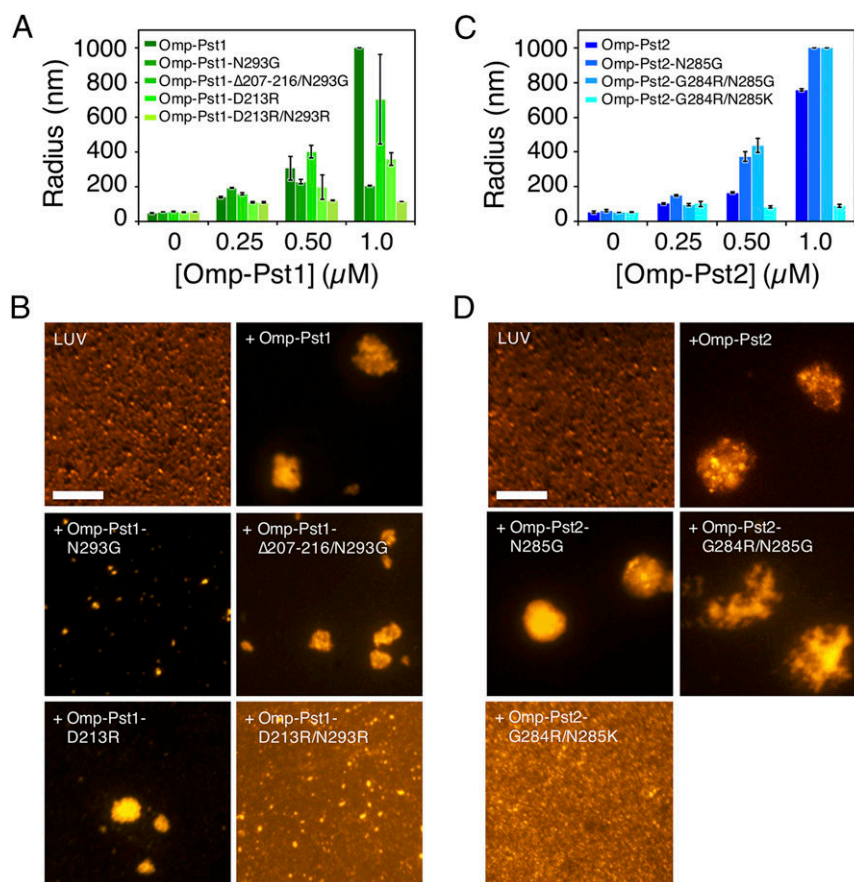 A
Radius (nm)
1000
800
600
400
200
0
Omp-Pst1
Omp-Pst1-N293G
Omp-Pst1-Δ207-216/N293G
Omp-Pst1-D213R
Omp-Pst1-D213R/N293R
0 0.25 0.50 1.0
[Omp-Pst1] (µM)
C
Radius (nm)
1000
800
600
400
200
0
Omp-Pst2
Omp-Pst2-N285G
Omp-Pst2-G284R/N285G
Omp-Pst2-G284R/N285K
0 0.25 0.50 1.0
[Omp-Pst2] (µM)
B
LUV
+ Omp-Pst1
+ Omp-Pst1-
N293G
+ Omp-Pst1-
Δ207-216/N293G
+ Omp-Pst1-
D213R
+ Omp-Pst1-
D213R/N293R
D
LUV
+Omp-Pst2
+ Omp-Pst2-
N285G
+ Omp-Pst2-
G284R/N285G
+ Omp-Pst2-
G284R/N285K